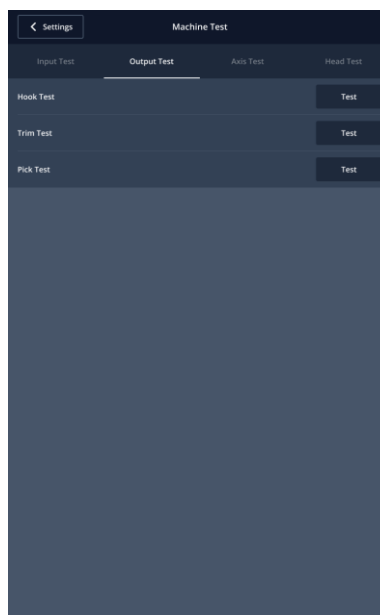 Settings
Machine Test
Input Test Output Test Axis Test Head Test
Hook Test Test
Trim Test Test
Pick Test Test